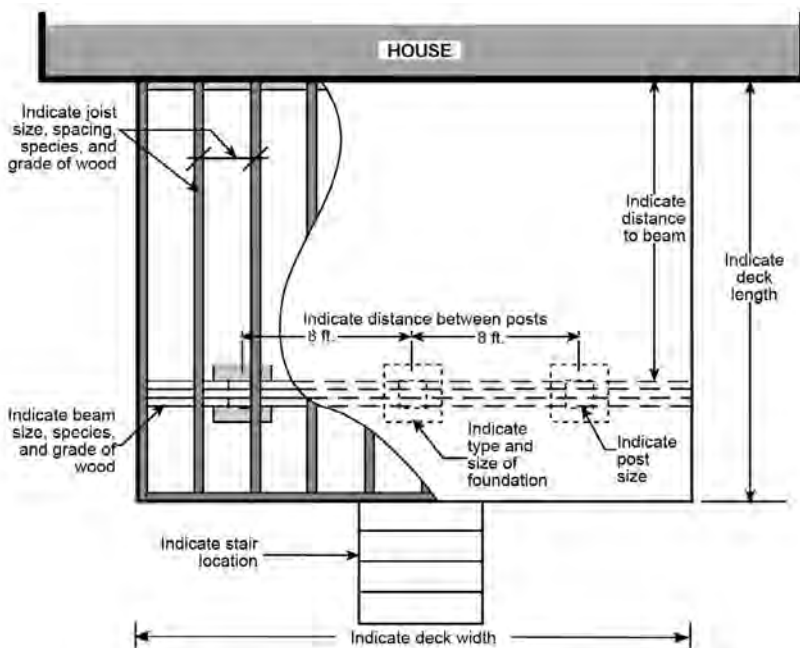 HOUSE
Indicate joist
size, spacing,
species, and
grade of wood
Indicate
distance
to beam
Indicate
deck
length
Indicate distance between posts
8 ft.
8 ft.
Indicate beam
size, species,
and grade of
wood
Indicate
type and
size of
foundation
Indicate
post
size
Indicate stair
location
Indicate deck width